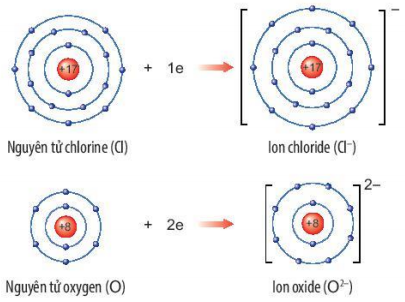 +17 + 1e +17 −
Nguyên tử chlorine (Cl) Ion chloride (Cl⁻)
+8 + 2e +8 2−
Nguyên tử oxygen (O) Ion oxide (O²⁻)